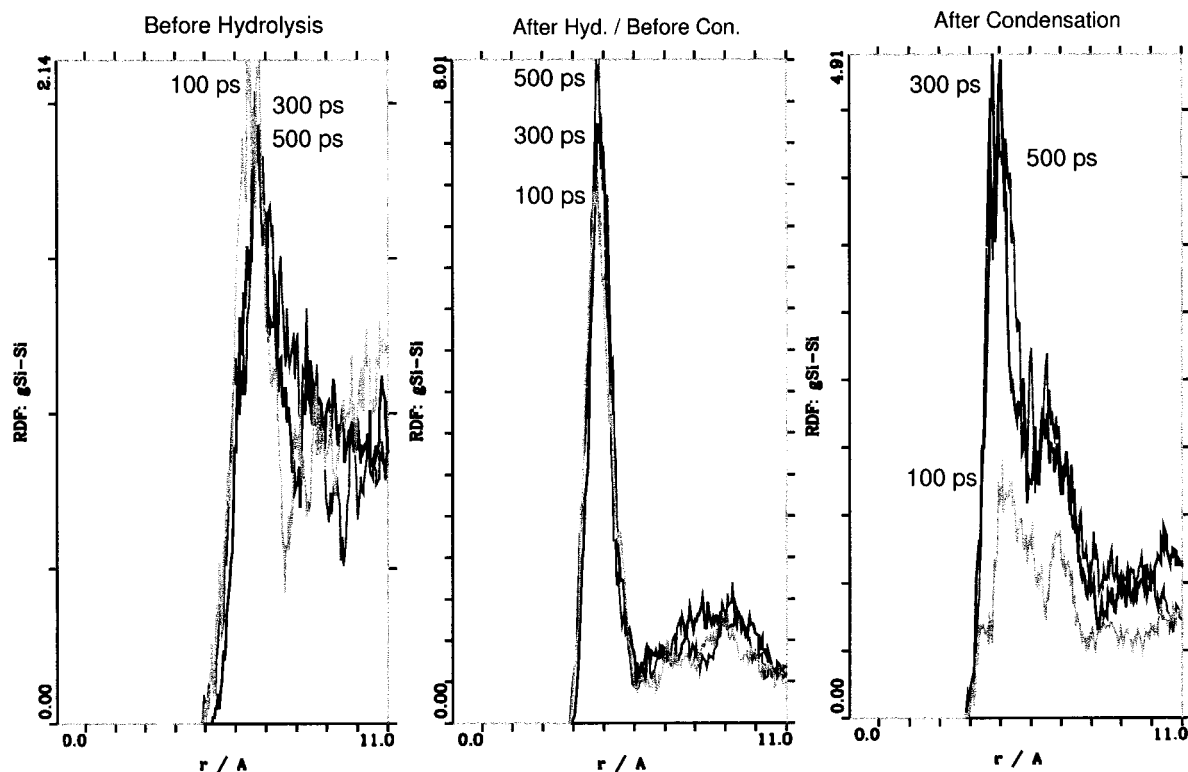 Before Hydrolysis
2.14
100 ps
300 ps
500 ps
RDF: gSi-Si
0.00
0.0
11.0
r / A
After Hyd. / Before Con.
8.01
500 ps
300 ps
100 ps
RDF: gSi-Si
0.00
0.0
11.0
r / A
After Condensation
4.91
300 ps
500 ps
100 ps
RDF: gSi-Si
0.00
0.0
11.0
r / A